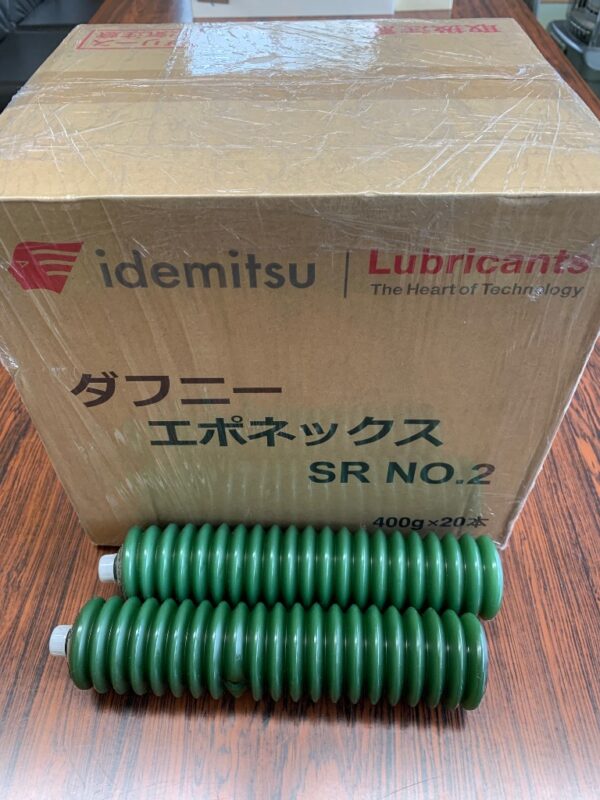 idemitsu
Lubricants
The Heart of Technology
ダフニー
エポネックス
SR NO.2
400g×20本